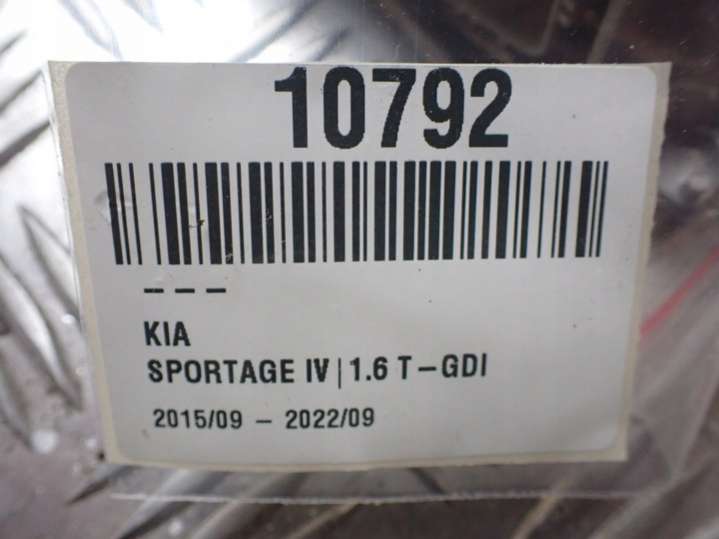 10792
---
KIA
SPORTAGE IV | 1.6 T-GDI
2015/09 - 2022/09